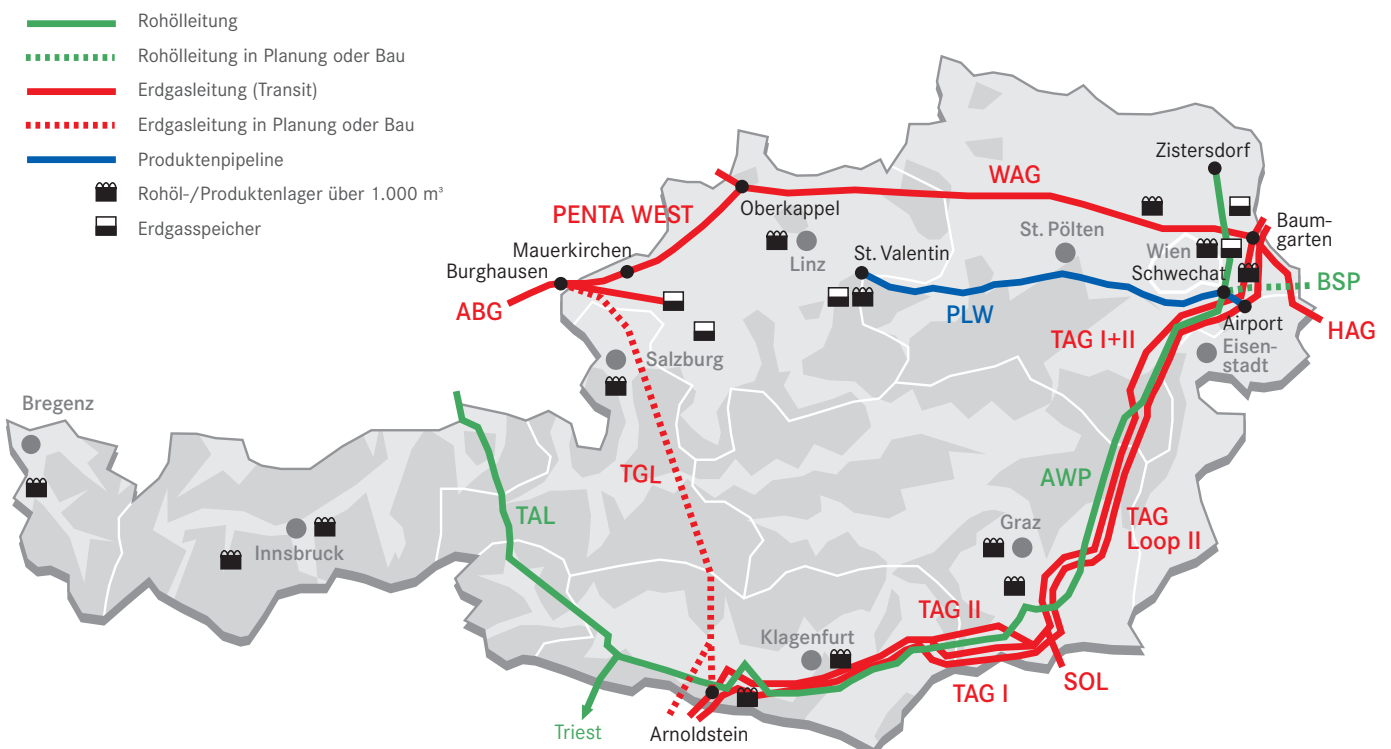 Rohölleitung
Rohölleitung in Planung oder Bau
Erdgasleitung (Transit)
Erdgasleitung in Planung oder Bau
Produktenpipeline
Rohöl-/Produktenlager über 1.000 m³
Erdgasspeicher
Zistersdorf
WAG
Oberkappel
PENTA WEST
Linz
St. Pölten
Wien
Baum-
garten
Mauerkirchen
Burghausen
St. Valentin
Schwechat
BSP
ABG
PLW
Airport
HAG
TAG I+II
Eisen-
stadt
Salzburg
Bregenz
TGL
AWP
TAL
TAG
Loop II
Graz
Innsbruck
TAG II
Klagenfurt
SOL
TAG I
Triest
Arnoldstein